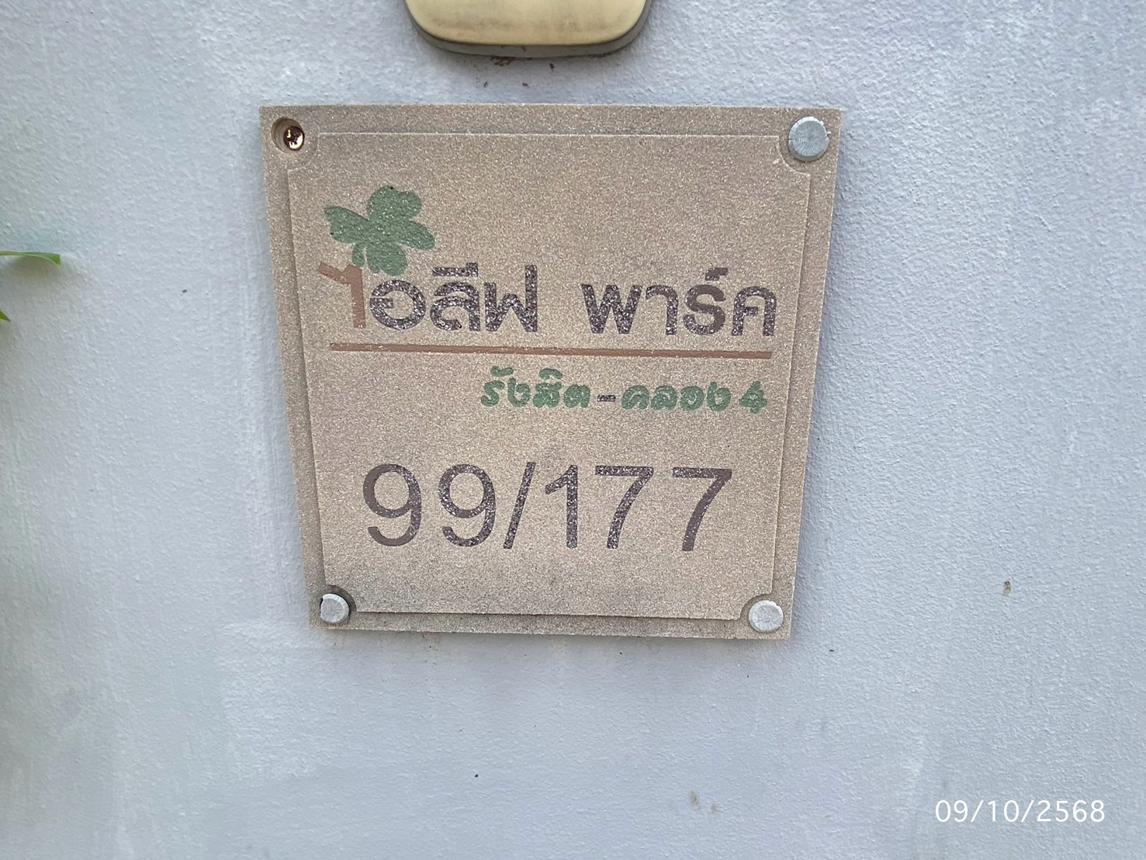 ไอลีฟ พาร์ค
รังสิต-คลอง 4
99/177
09/10/2568